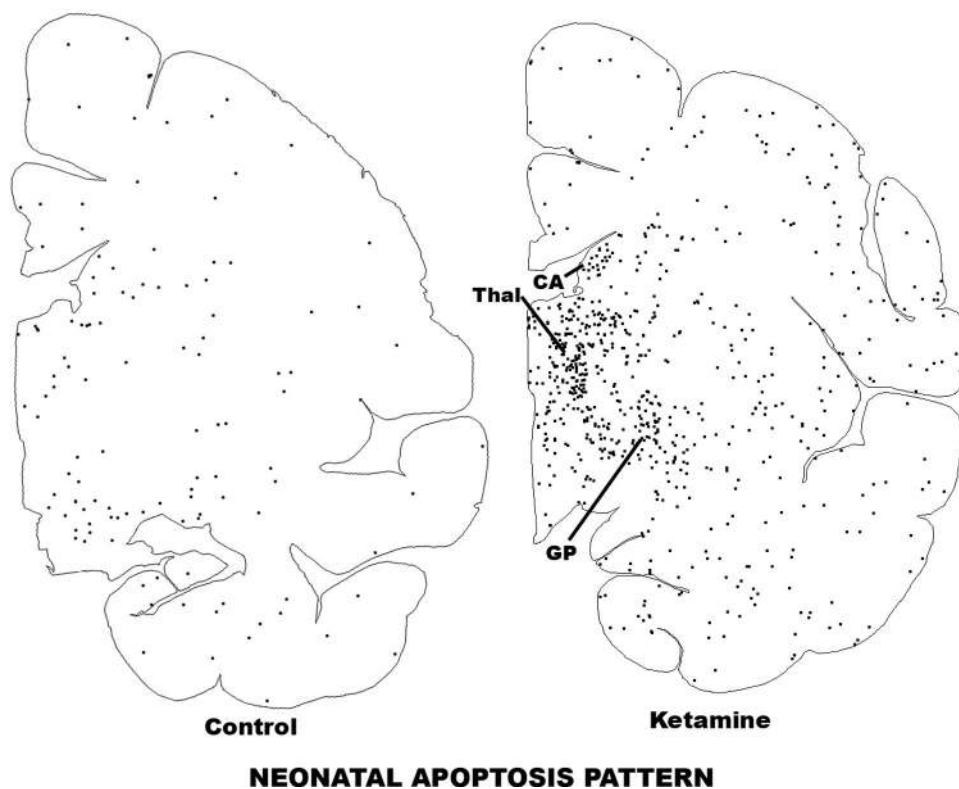 CA
Thal
GP
Control
Ketamine
NEONATAL APOPTOSIS PATTERN